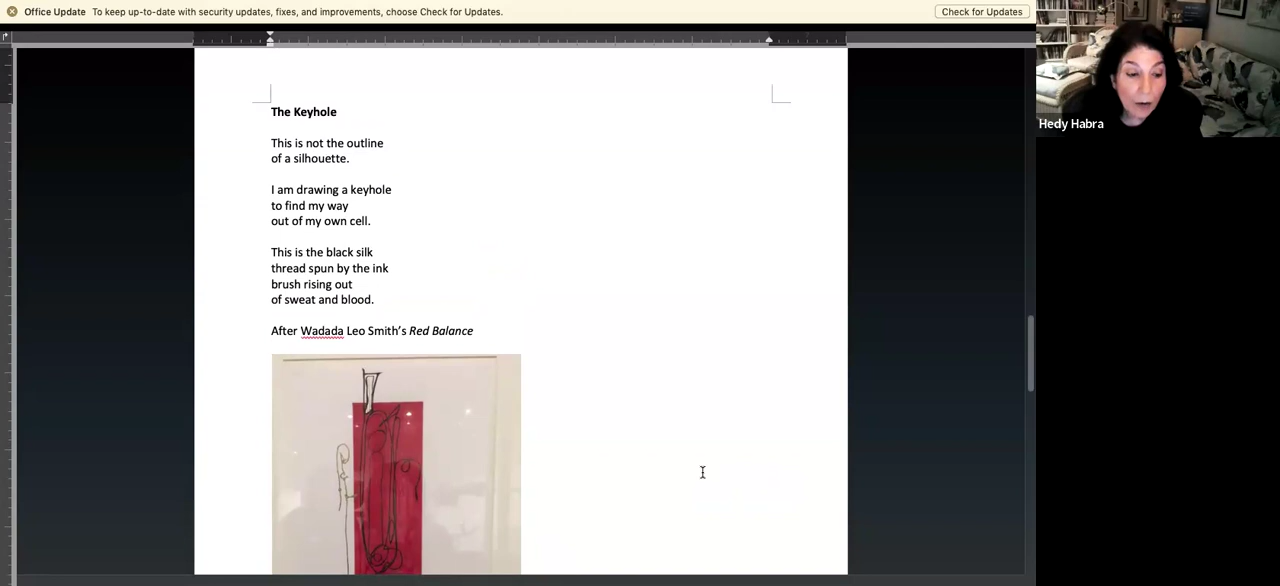 Office Update To keep up-to-date with security updates, fixes, and improvements, choose Check for Updates.
Check for Updates
Hedy Habra
The Keyhole
This is not the outline
of a silhouette.
I am drawing a keyhole
to find my way
out of my own cell.
This is the black silk
thread spun by the ink
brush rising out
of sweat and blood.
After Wadada Leo Smith's Red Balance